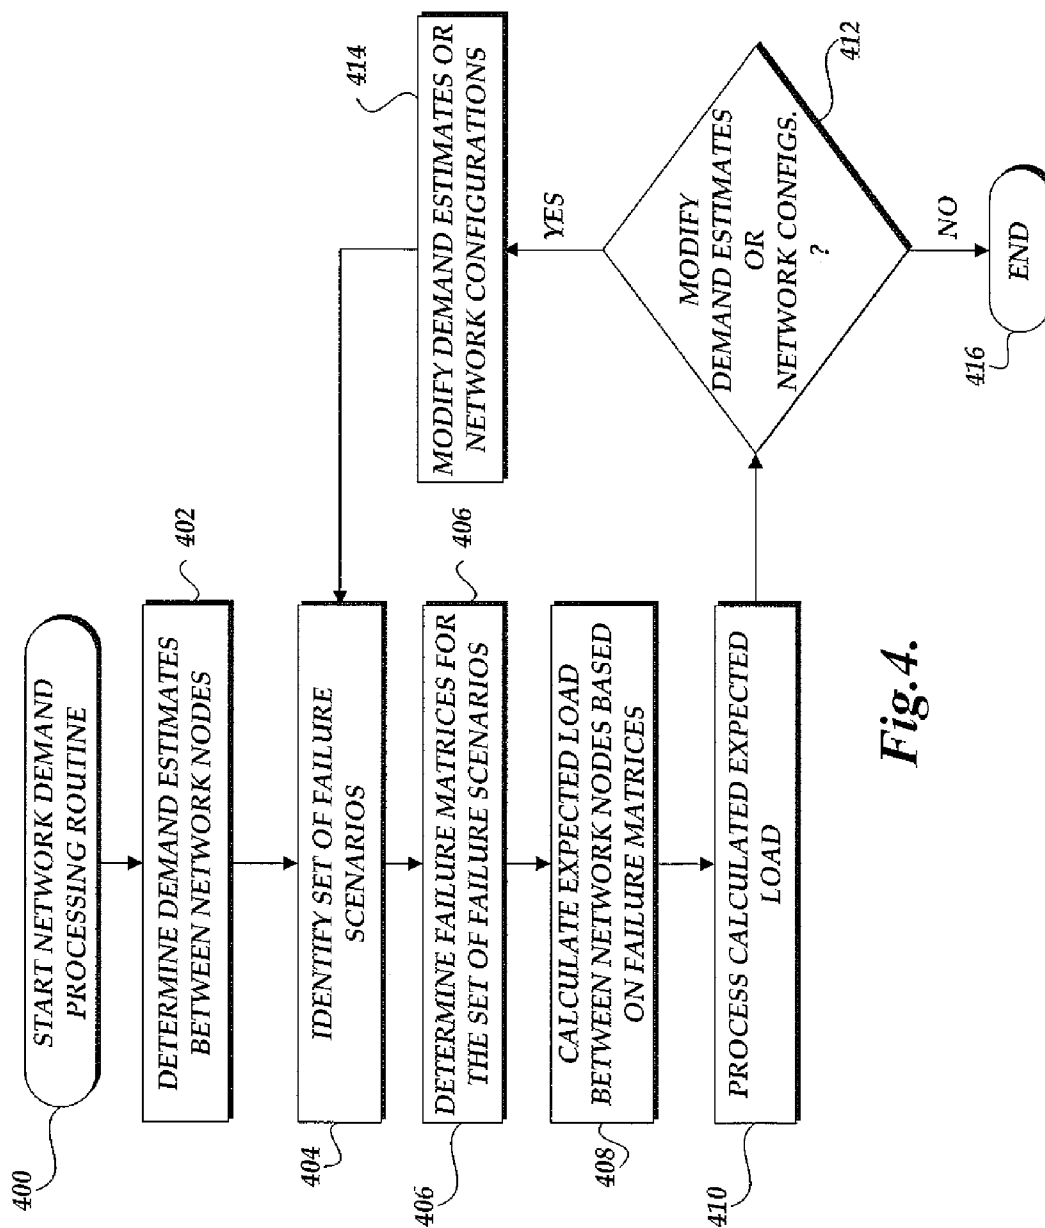 400
START NETWORK DEMAND
PROCESSING ROUTINE
402
DETERMINE DEMAND ESTIMATES
BETWEEN NETWORK NODES
404
IDENTIFY SET OF FAILURE
SCENARIOS
406
406
DETERMINE FAILURE MATRICES FOR
THE SET OF FAILURE SCENARIOS
408
CALCULATE EXPECTED LOAD
BETWEEN NETWORK NODES BASED
ON FAILURE MATRICES
410
PROCESS CALCULATED EXPECTED
LOAD
414
MODIFY DEMAND ESTIMATES OR
NETWORK CONFIGURATIONS
YES
412
MODIFY
DEMAND ESTIMATES
OR
NETWORK CONFIGS.
?
NO
416
END
Fig.4.